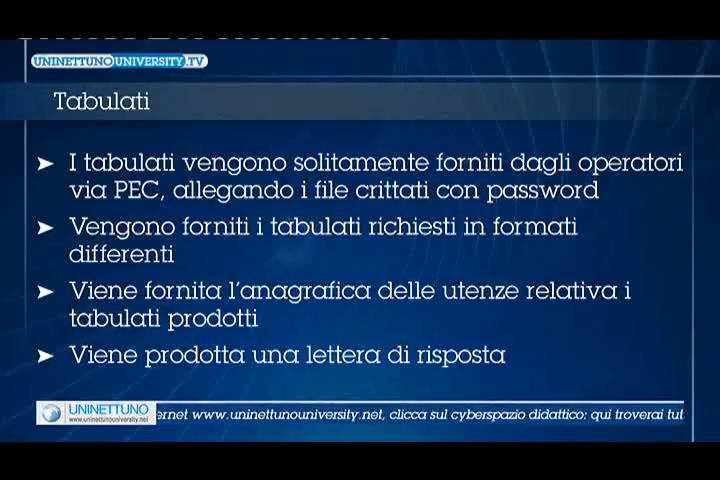 UNINETTUNOUNIVERSITY.TV
Tabulati
➤ I tabulati vengono solitamente forniti dagli operatori
via PEC, allegando i file crittati con password
➤ Vengono forniti i tabulati richiesti in formati
differenti
➤ Viene fornita l'anagrafica delle utenze relativa i
tabulati prodotti
➤ Viene prodotta una lettera di risposta
UNINETTUNO
www.uninettunouniversity.net
ernet www.uninettunouniversity.net, clicca sul cyberspazio didattico: qui troverai tut